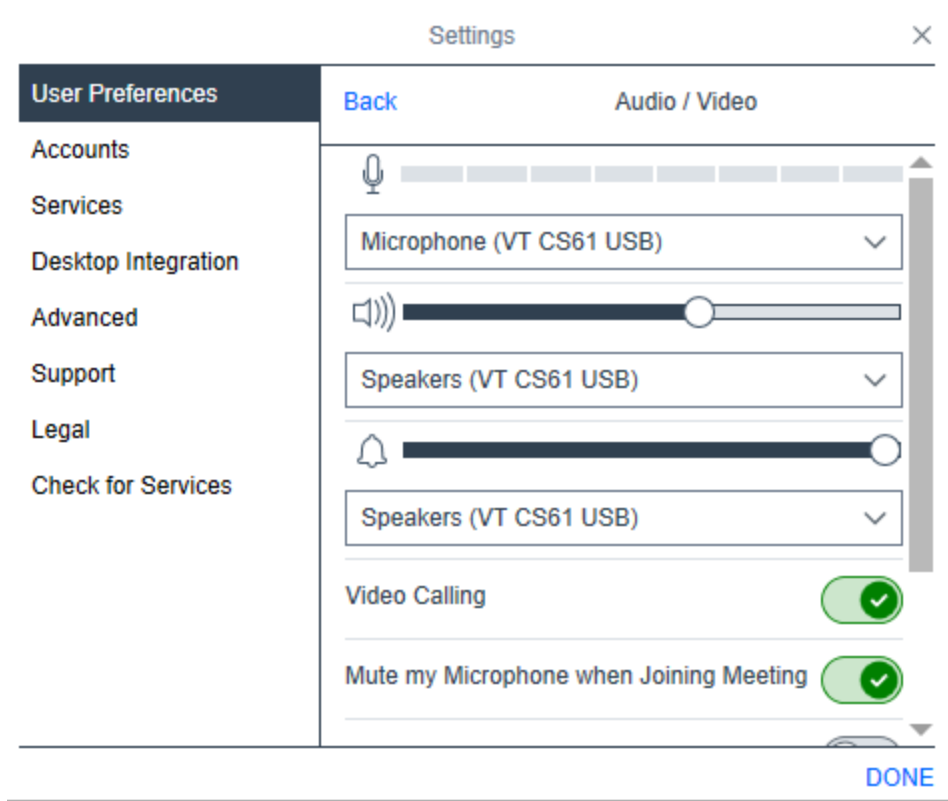 Settings
User Preferences
Accounts
Services
Desktop Integration
Advanced
Support
Legal
Check for Services
Back
Audio / Video
Microphone (VT CS61 USB)
Speakers (VT CS61 USB)
Speakers (VT CS61 USB)
Video Calling
Mute my Microphone when Joining Meeting
DONE